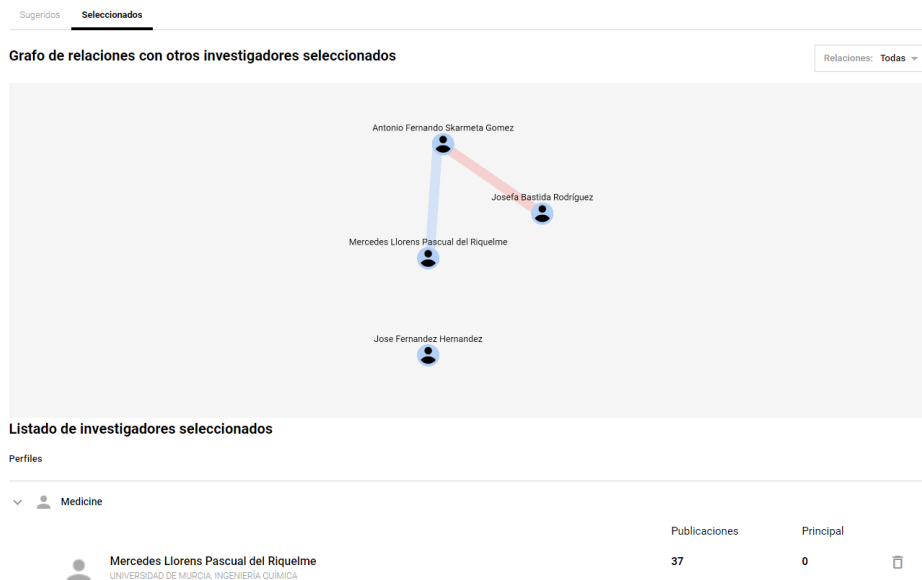 Sugeridos Seleccionados
Grafo de relaciones con otros investigadores seleccionados
Relaciones: Todas
Antonio Fernando Skarmeta Gomez
Josefa Bastida Rodríguez
Mercedes Llorens Pascual del Riquelme
Jose Fernandez Hernandez
Listado de investigadores seleccionados
Perfiles
Medicine
Publicaciones Principal
Mercedes Llorens Pascual del Riquelme 37 0
UNIVERSIDAD DE MURCIA, INGENIERÍA QUÍMICA